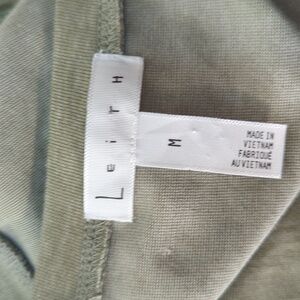 LeiTH
M
MADE IN
VIETNAM
FABRIQUÉ
AU VIETNAM